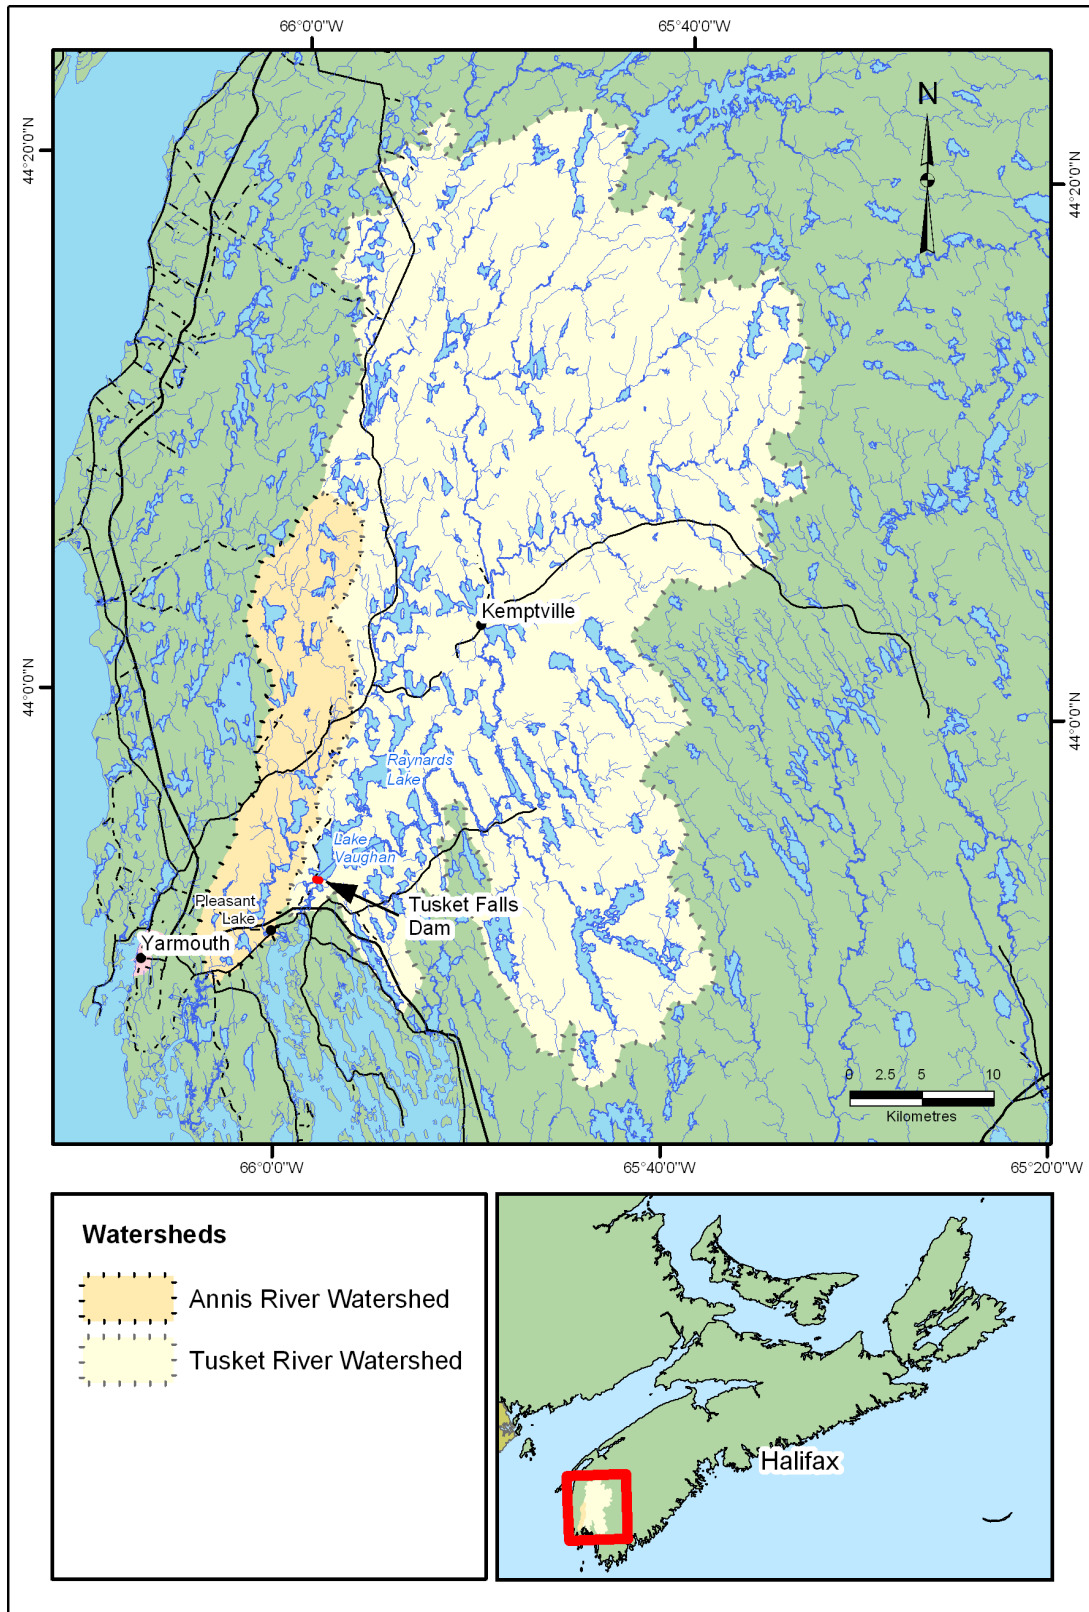 66°0'0"W
65°40'0"W
N
44°20'0"N
44°20'0"N
Kemptville
44°0'0"N
44°0'0"N
Raynards
Lake
Lake
Vaughan
Pleasant
Lake
Tusket Falls
Dam
Yarmouth
0 2.5 5 10
Kilometres
66°0'0"W
65°40'0"W
65°20'0"W
Watersheds
Annis River Watershed
Tusket River Watershed
Halifax